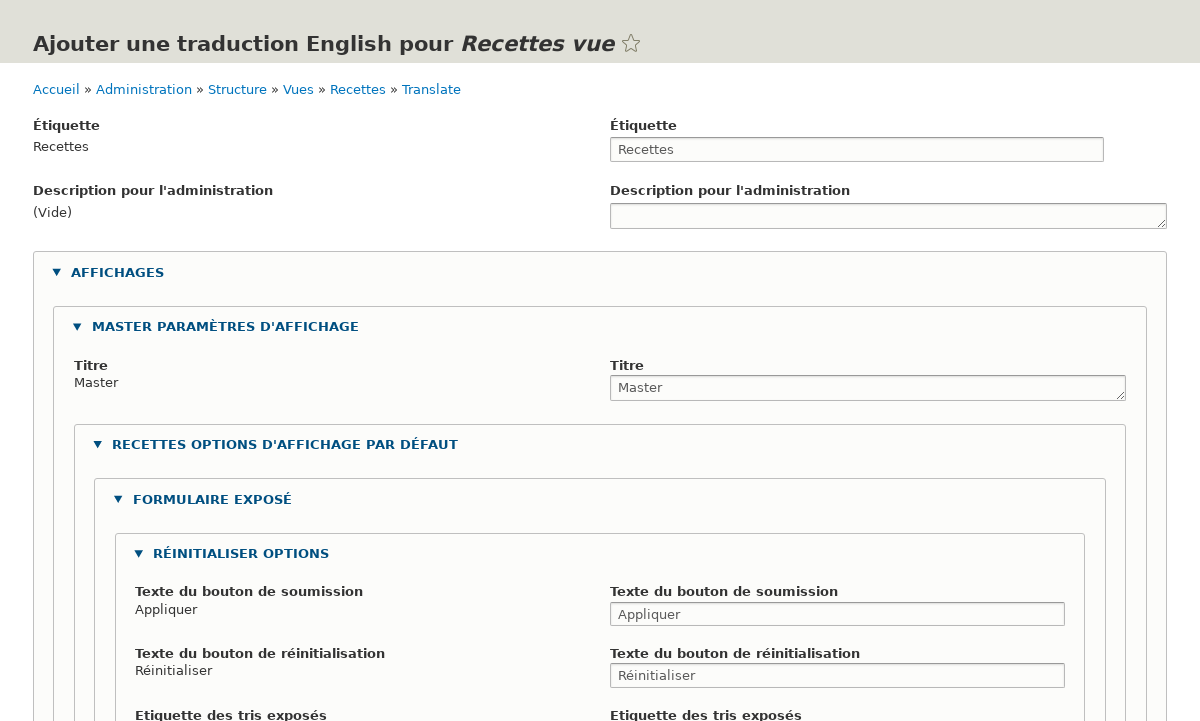 Ajouter une traduction English pour Recettes vue
Accueil » Administration » Structure » Vues » Recettes » Translate
Étiquette
Recettes
Étiquette
Recettes
Description pour l'administration
(Vide)
Description pour l'administration
AFFICHAGES
MASTER PARAMÈTRES D'AFFICHAGE
Titre
Master
Titre
Master
RECETTES OPTIONS D'AFFICHAGE PAR DÉFAUT
FORMULAIRE EXPOSÉ
RÉINITIALISER OPTIONS
Texte du bouton de soumission
Appliquer
Texte du bouton de soumission
Appliquer
Texte du bouton de réinitialisation
Réinitialiser
Texte du bouton de réinitialisation
Réinitialiser
Etiquette des tris exposés
Etiquette des tris exposés